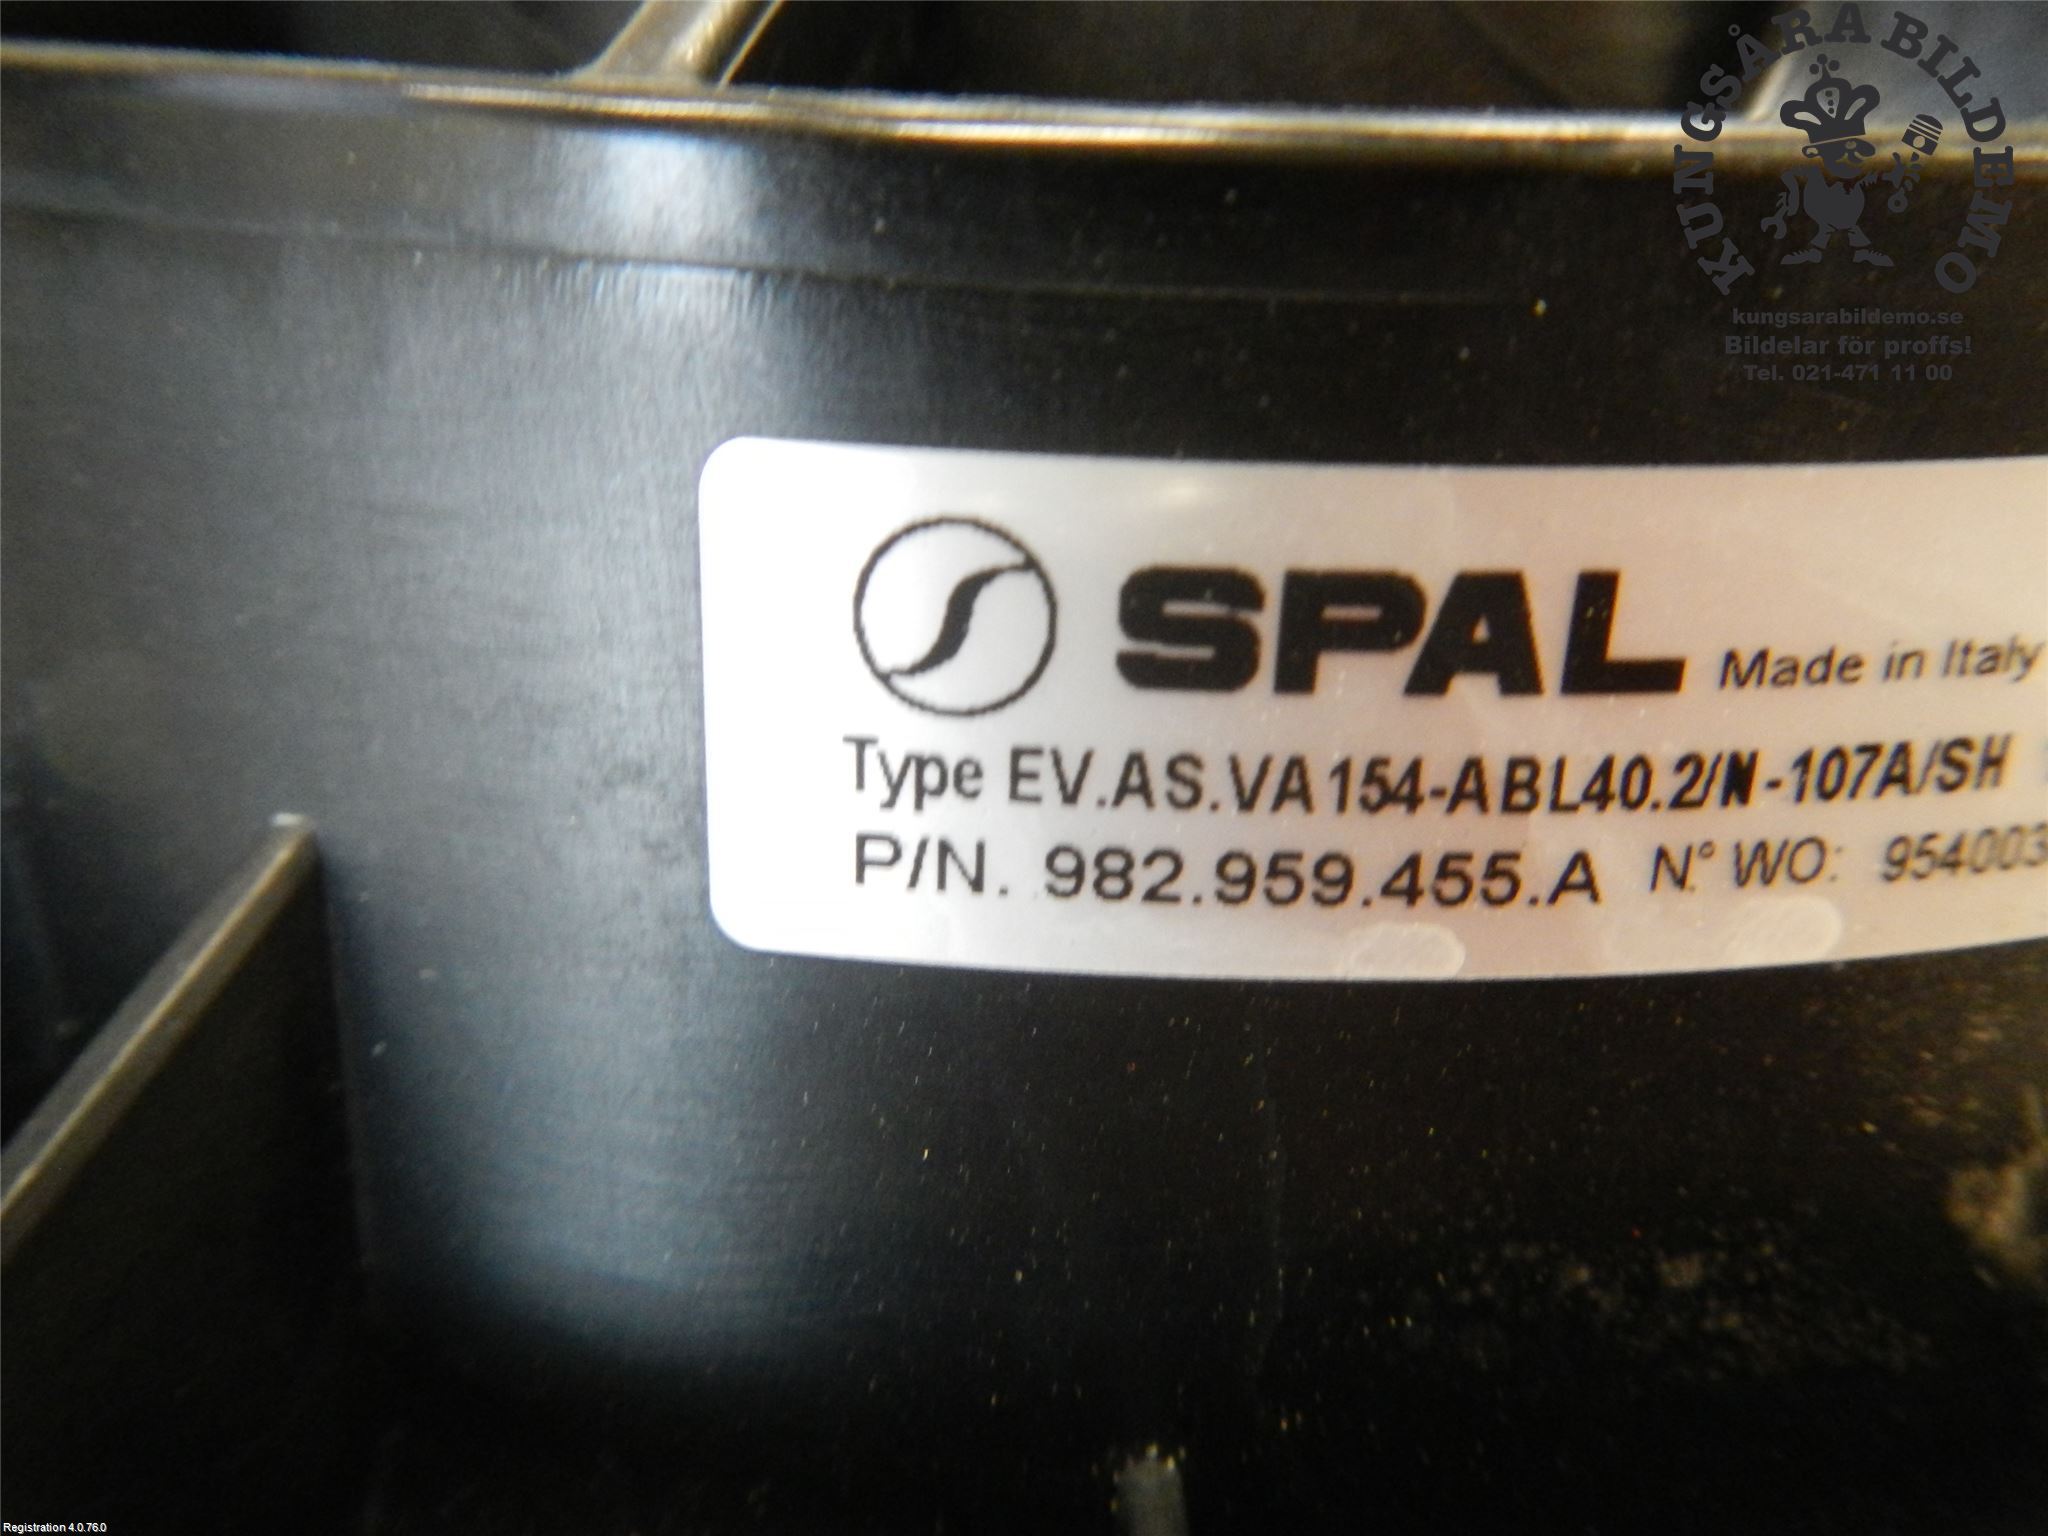 KUNGSÅRA BILDEMO
kungsarabildemo.se
Bildelar för proffs!
Tel. 021-471 11 00
SPAL Made in Italy
Type EV.AS.VA154-ABL40.2/N-107A/SH
P/N. 982.959.455.A N.° WO: 954003
Registration 4.0.76.0